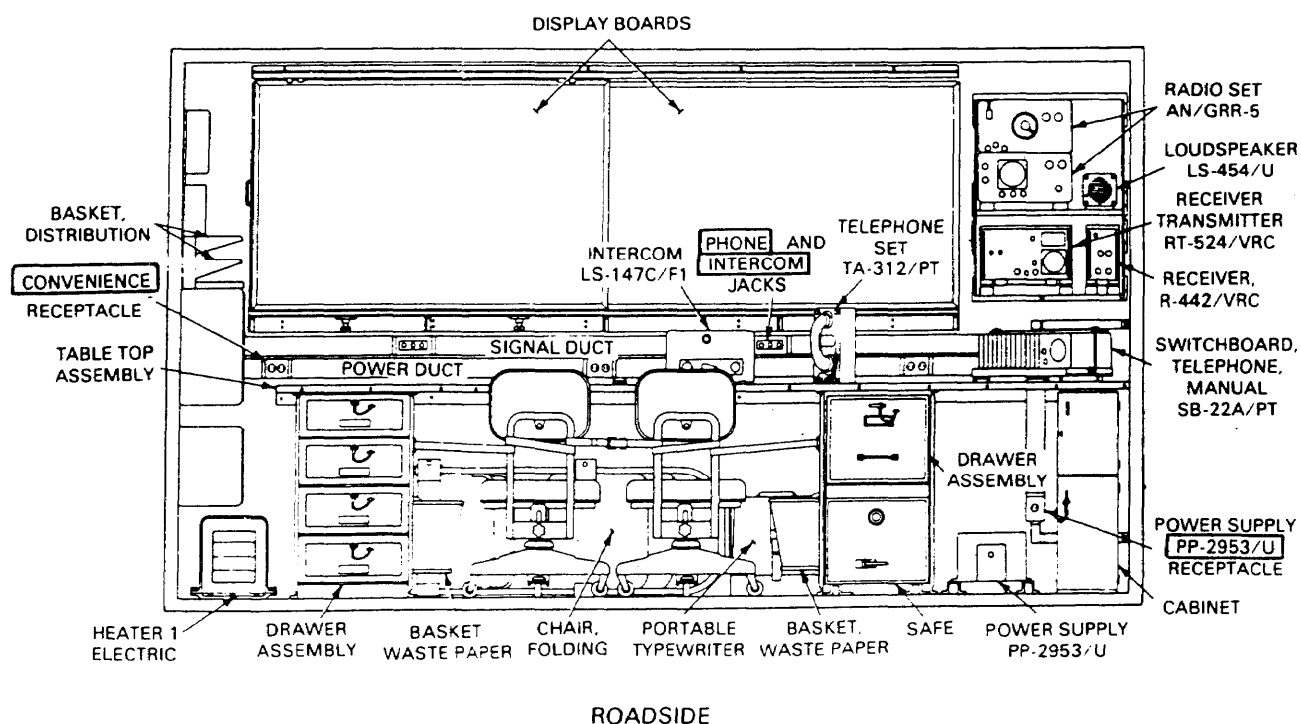 DISPLAY BOARDS
RADIO SET
AN/GRR-5
LOUDSPEAKER
LS-454/U
RECEIVER
TRANSMITTER
RT-524/VRC
RECEIVER,
R-442/VRC
BASKET,
DISTRIBUTION
CONVENIENCE
RECEPTACLE
TABLE TOP
ASSEMBLY
INTERCOM
LS-147C/F1
PHONE AND
INTERCOM
JACKS
TELEPHONE
SET
TA-312/PT
SIGNAL DUCT
POWER DUCT
SWITCHBOARD,
TELEPHONE,
MANUAL
SB-22A/PT
DRAWER
ASSEMBLY
POWER SUPPLY
PP-2953/U
RECEPTACLE
CABINET
HEATER 1
ELECTRIC
DRAWER
ASSEMBLY
BASKET
WASTE PAPER
CHAIR,
FOLDING
PORTABLE
TYPEWRITER
BASKET,
WASTE PAPER
SAFE
POWER SUPPLY
PP-2953/U
ROADSIDE